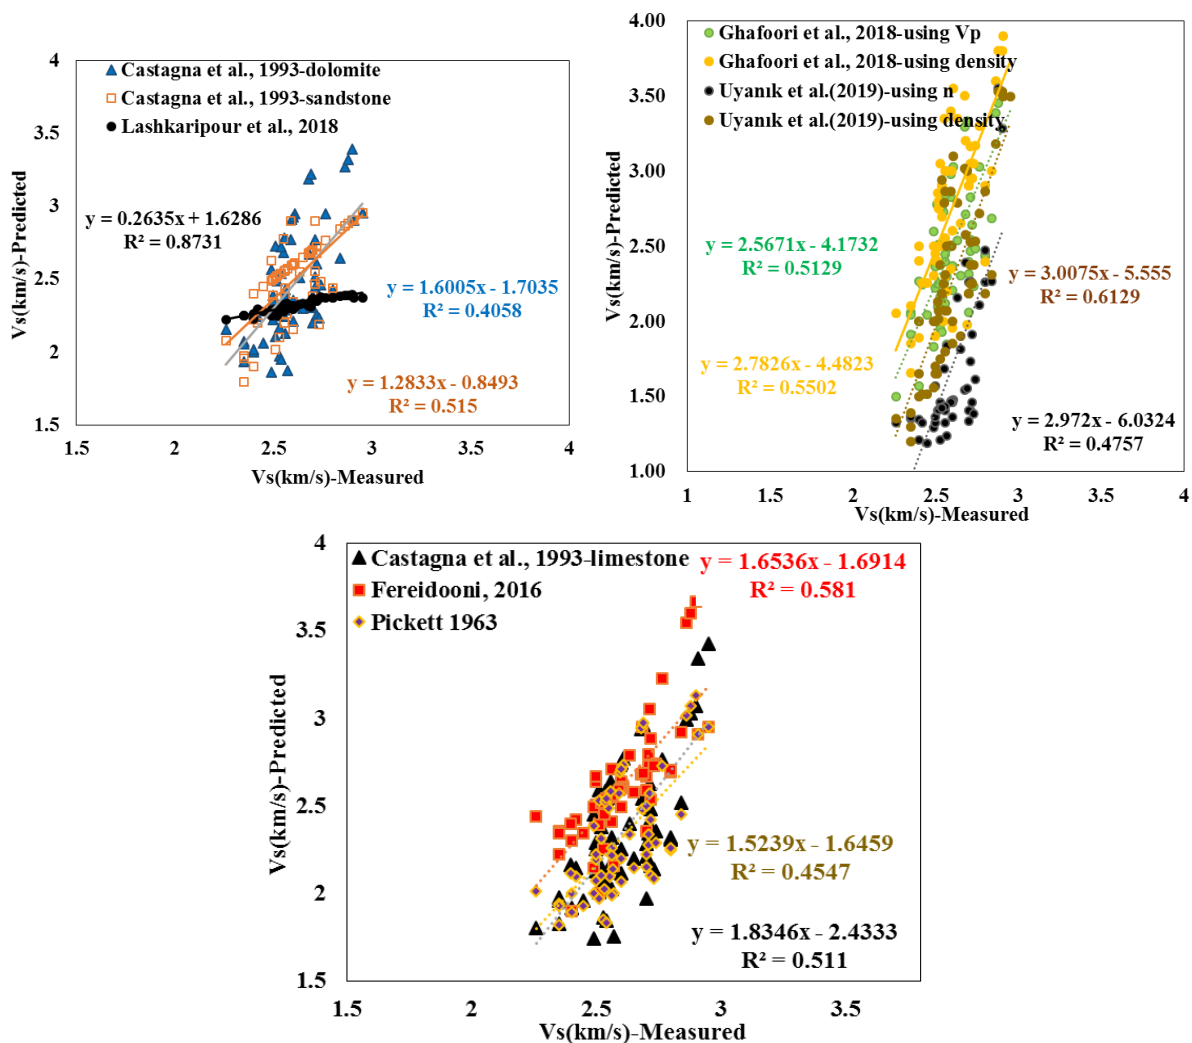 4
3.5
3
2.5
2
1.5
Vs(km/s)-Predicted
Castagna et al., 1993-dolomite
Castagna et al., 1993-sandstone
Lashkaripour et al., 2018
y = 0.2635x + 1.6286
R² = 0.8731
y = 1.6005x - 1.7035
R² = 0.4058
y = 1.2833x - 0.8493
R² = 0.515
1.5 2 2.5 3 3.5 4
Vs(km/s)-Measured
4.00
3.50
3.00
2.50
2.00
1.50
1.00
Vs(km/s)-Predicted
Ghafoori et al., 2018-using Vp
Ghafoori et al., 2018-using density
Uyanık et al.(2019)-using n
Uyanık et al.(2019)-using density
y = 2.5671x - 4.1732
R² = 0.5129
y = 3.0075x - 5.555
R² = 0.6129
y = 2.7826x - 4.4823
R² = 0.5502
y = 2.972x - 6.0324
R² = 0.4757
1 1.5 2 2.5 3 3.5 4
Vs(km/s)-Measured
4
3.5
3
2.5
2
1.5
Vs(km/s)-Predicted
Castagna et al., 1993-limestone
Fereidooni, 2016
Pickett 1963
y = 1.6536x - 1.6914
R² = 0.581
y = 1.5239x - 1.6459
R² = 0.4547
y = 1.8346x - 2.4333
R² = 0.511
1.5 2 2.5 3 3.5
Vs(km/s)-Measured